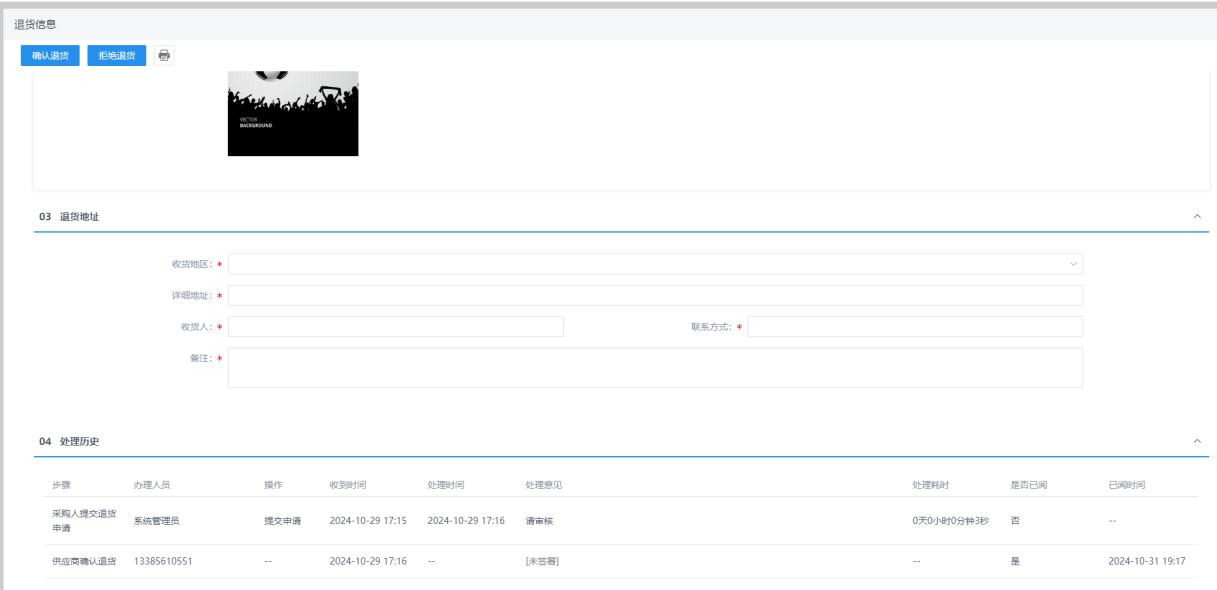 退货信息
确认退货 拒绝退货
VECTOR
BACKGROUND
03 退货地址
收货地区: *
详细地址: *
收货人: * 联系方式: *
备注: *
04 处理历史
步骤 办理人员 操作 收到时间 处理时间 处理意见 处理耗时 是否已阅 已阅时间
采购人提交退货
申请 系统管理员 提交申请 2024-10-29 17:15 2024-10-29 17:16 请审核 0天0小时0分钟3秒 否 --
供应商确认退货 13385610551 -- 2024-10-29 17:16 -- [未签署] -- 是 2024-10-31 19:17